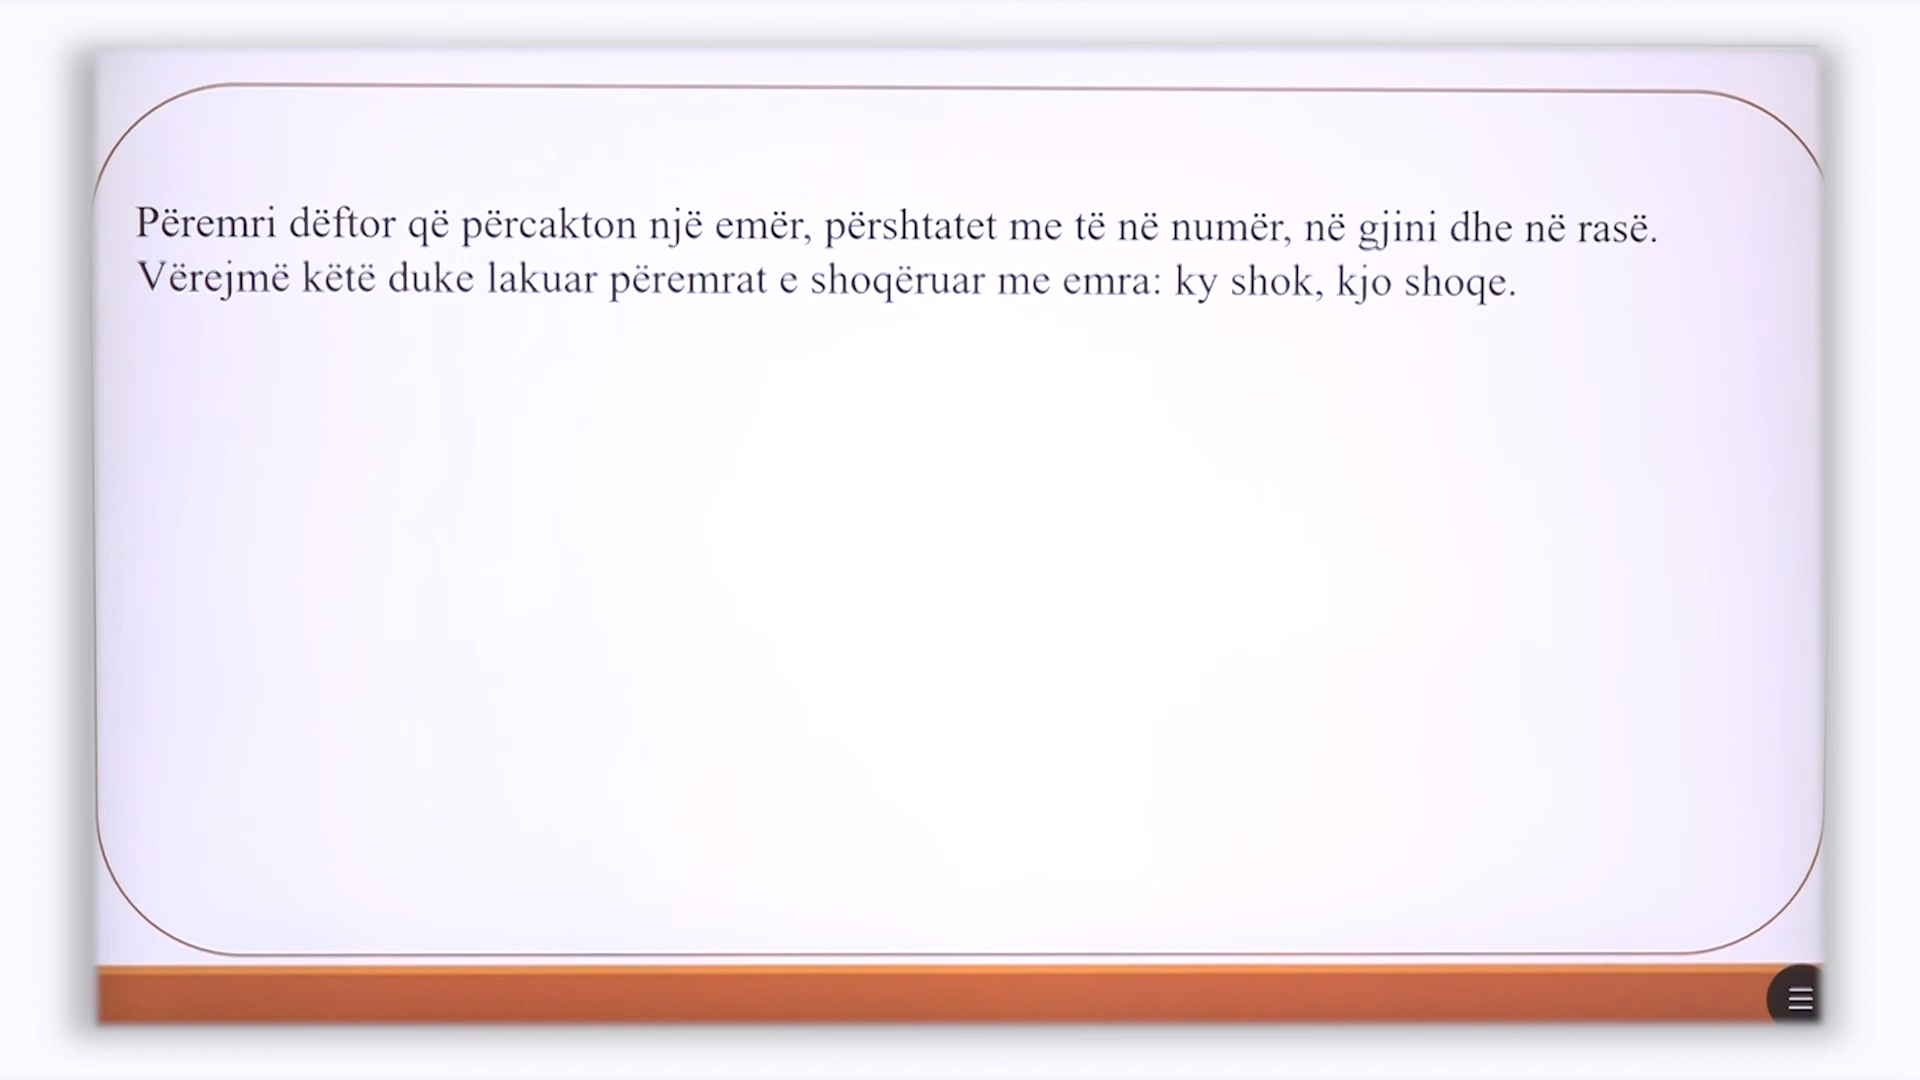 Përemri dëftor që përcakton një emër, përshtatet me të në numër, në gjini dhe në rasë.
Vërejmë këtë duke lakuar përemrat e shoqëruar me emra: ky shok, kjo shoqe.